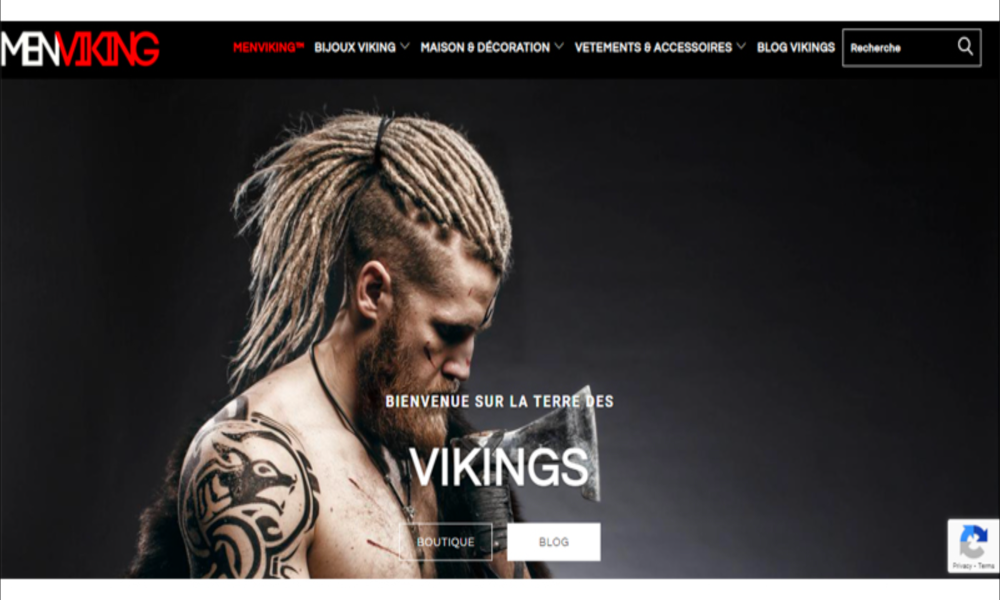 MENVIKING
MENVIKING™ BIJOUX VIKING MAISON & DÉCORATION VETEMENTS & ACCESSOIRES BLOG VIKINGS Recherche
BIENVENUE SUR LA TERRE DES
VIKINGS
BOUTIQUE BLOG
Privacy - Terms